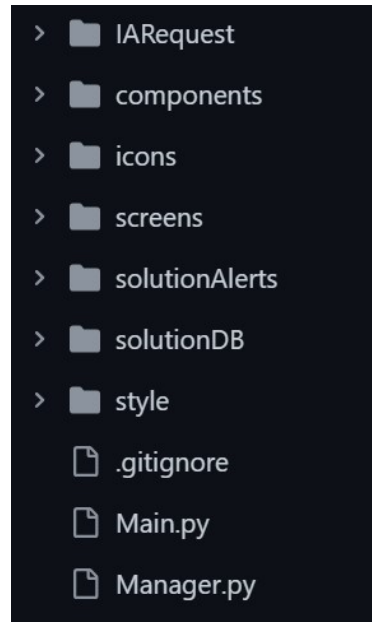 IARequest
components
icons
screens
solutionAlerts
solutionDB
style
.gitignore
Main.py
Manager.py